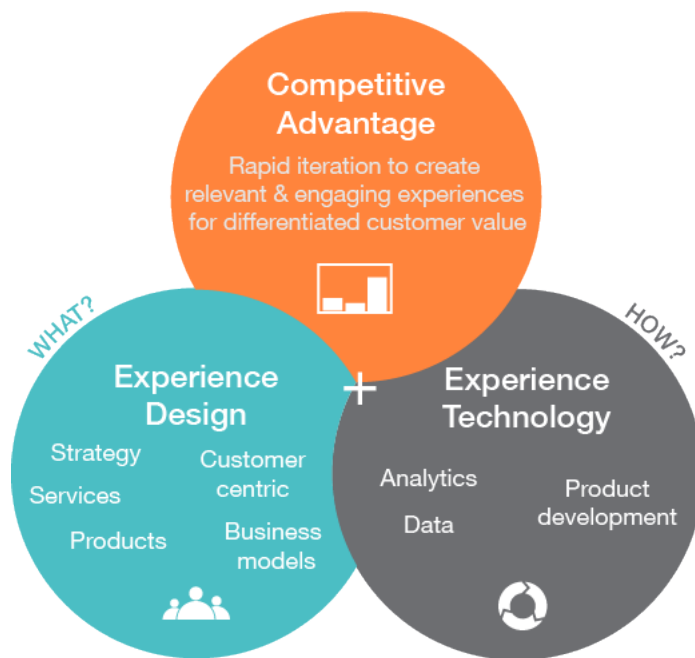 Competitive
Advantage
Rapid iteration to create
relevant & engaging experiences
for differentiated customer value
WHAT?
Experience
Design
Strategy
Customer
centric
Services
Products
Business
models
+
HOW?
Experience
Technology
Analytics
Product
development
Data